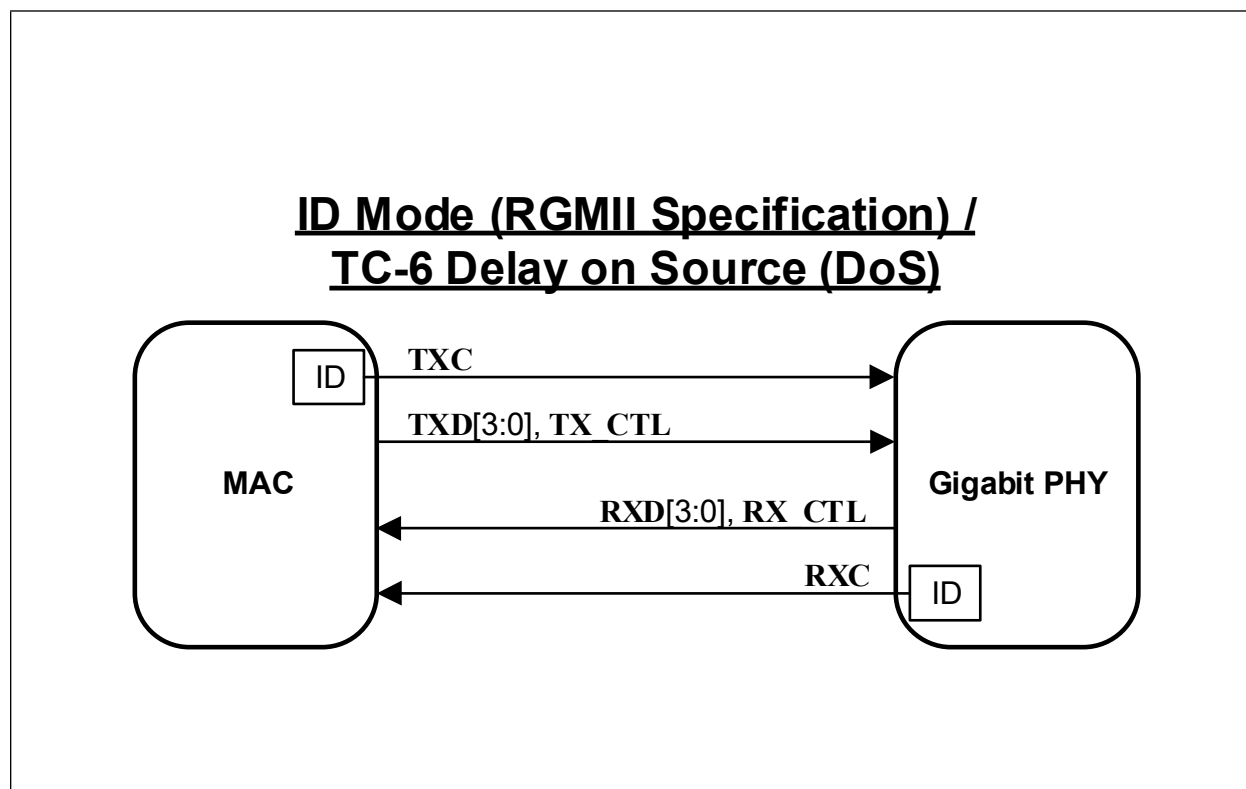 ID Mode (RGMII Specification) /
TC-6 Delay on Source (DoS)
ID
TXC
TXD[3:0], TX_CTL
MAC
Gigabit PHY
RXD[3:0], RX_CTL
RXC
ID